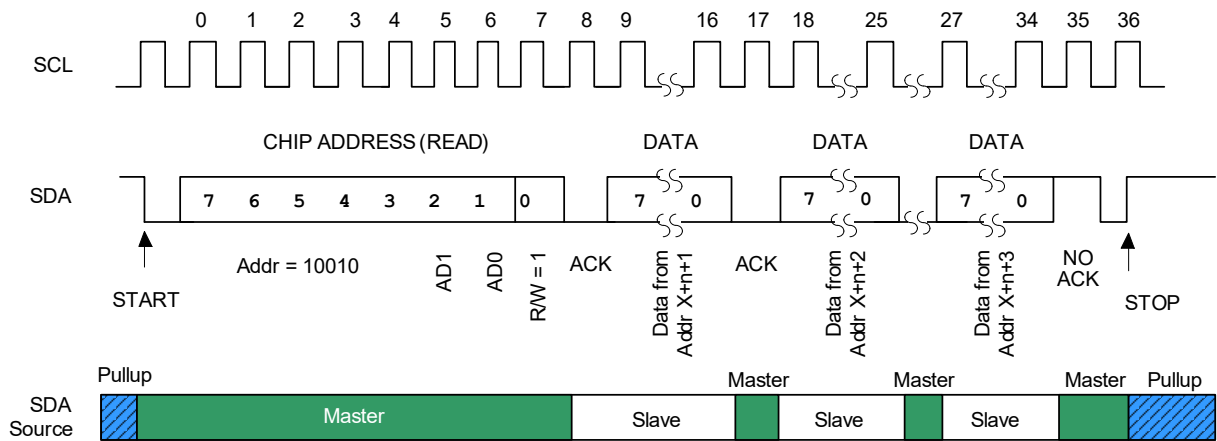 0 1 2 3 4 5 6 7 8 9 16 17 18 25 27 34 35 36
SCL
CHIP ADDRESS (READ) DATA DATA DATA
SDA 7 6 5 4 3 2 1 0 7 0 7 0 7 0
START
Addr = 10010
AD1
AD0
R/W = 1
ACK
Data from
Addr X+n+1
ACK
Data from
Addr X+n+2
Data from
Addr X+n+3
NO
ACK
STOP
Pullup Master Master Master Pullup
SDA
Source
Master Slave Slave Slave